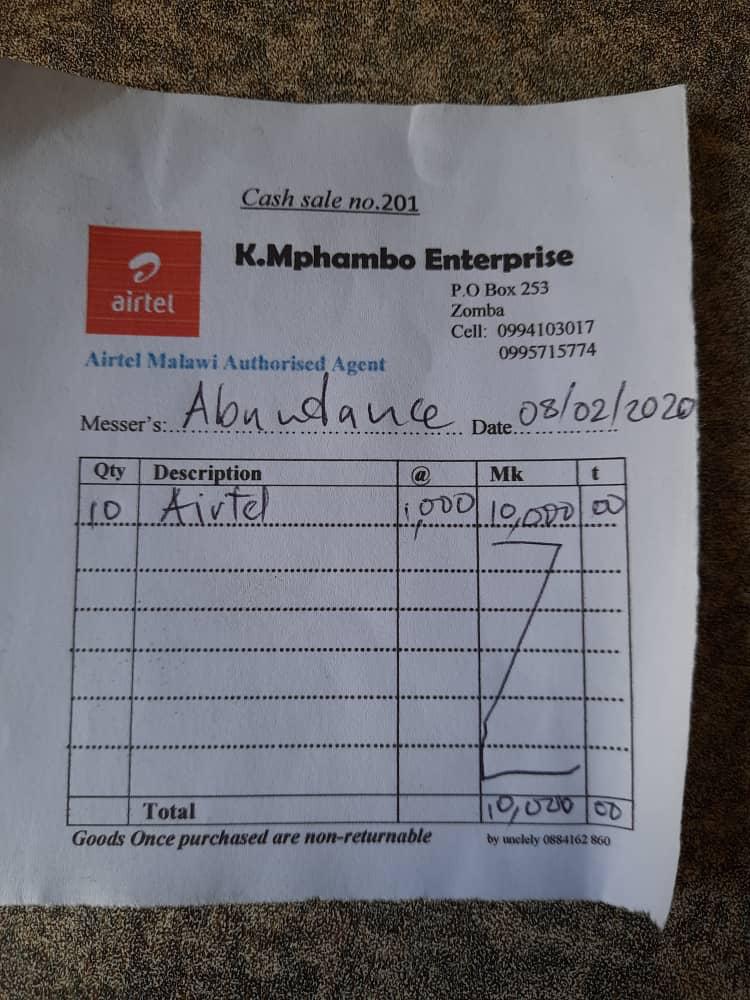 Cash sale no.201
airtel
K.Mphambo Enterprise
P.O Box 253
Zomba
Cell: 0994103017
0995715774
Airtel Malawi Authorised Agent
Messer's:.. Abundance Date.. 08/02/2020
Qty Description @ Mk t
10 Airtel 1,000 10,000 00
Total 10,000 00
Goods Once purchased are non-returnable by unclely 0884162 860